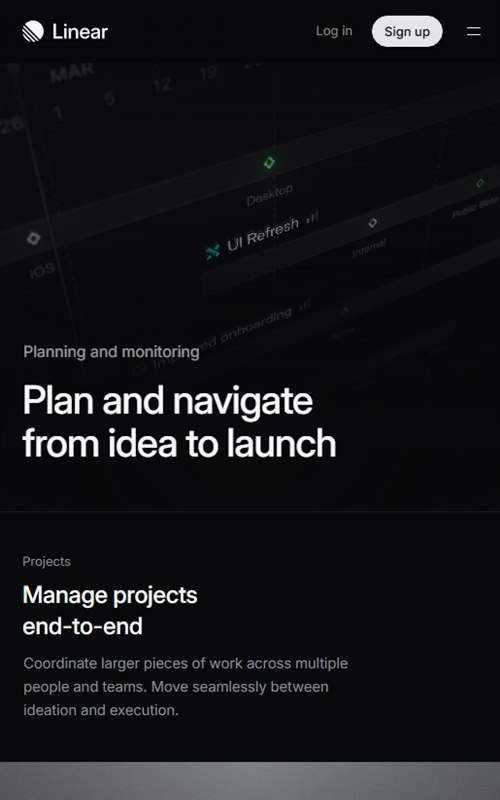 Linear
Log in
Sign up
MAR
26
1
5
12
19
Desktop
iOS
UI Refresh
Internal
Public Beta
Improved onboarding
Planning and monitoring
Plan and navigate
from idea to launch
Projects
Manage projects
end-to-end
Coordinate larger pieces of work across multiple
people and teams. Move seamlessly between
ideation and execution.